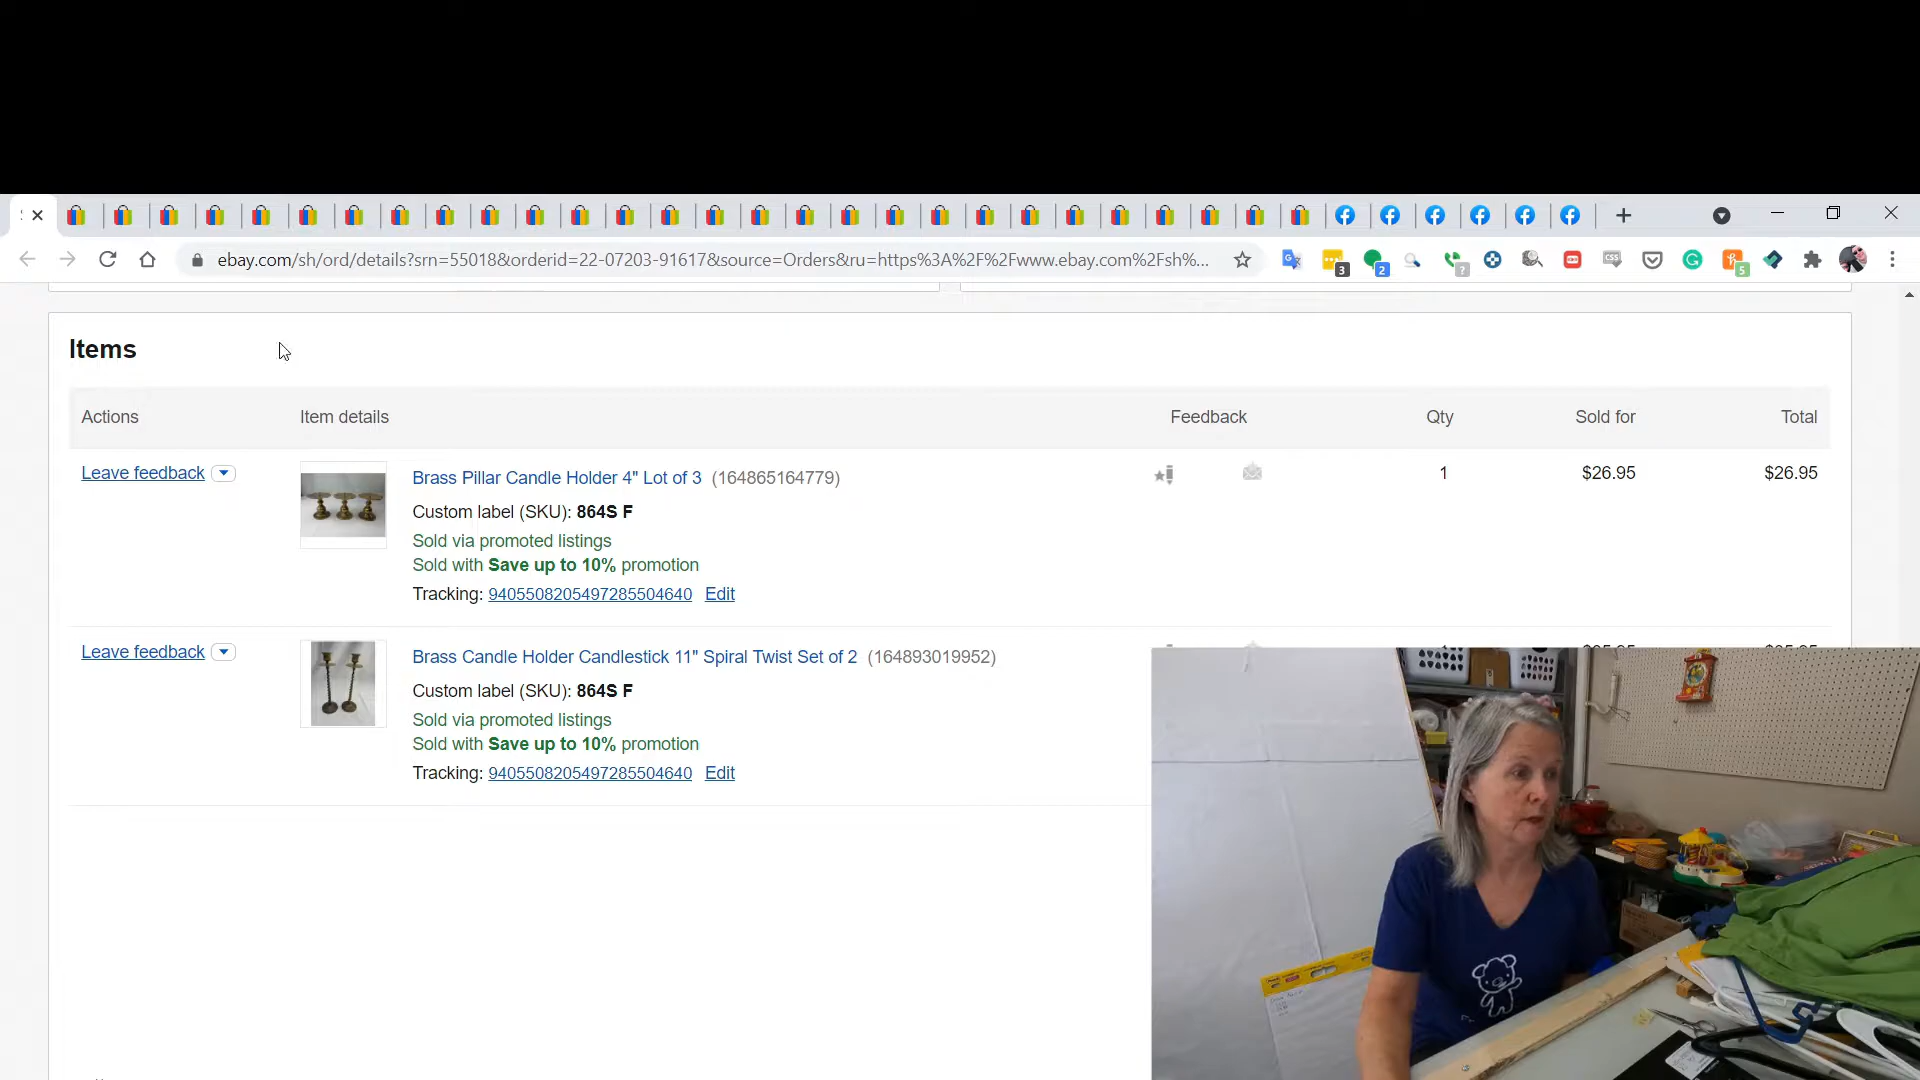 ebay.com/sh/ord/details?srn=55018&orderid=22-07203-91617&source=Orders&ru=https%3A%2F%2Fwww.ebay.com%2Fsh%...
3
2
?
CSS
5
Items
Actions Item details Feedback Qty Sold for Total
Leave feedback Brass Pillar Candle Holder 4" Lot of 3 (164865164779) 1 $26.95 $26.95
Custom label (SKU): 864S F
Sold via promoted listings
Sold with Save up to 10% promotion
Tracking: 9405508205497285504640 Edit
Leave feedback Brass Candle Holder Candlestick 11" Spiral Twist Set of 2 (164893019952)
Custom label (SKU): 864S F
Sold via promoted listings
Sold with Save up to 10% promotion
Tracking: 9405508205497285504640 Edit